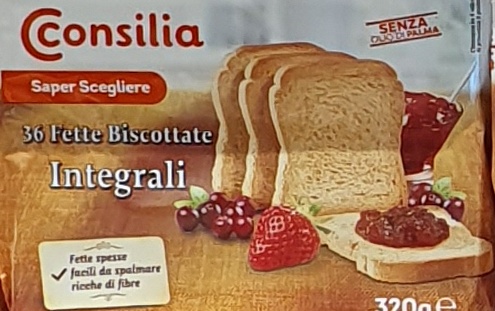 Consilia
SENZA
OLIO DI PALMA
Saper Scegliere
36 Fette Biscottate
Integrali
Fette spesse
facili da spalmare
ricche di fibre
320g e